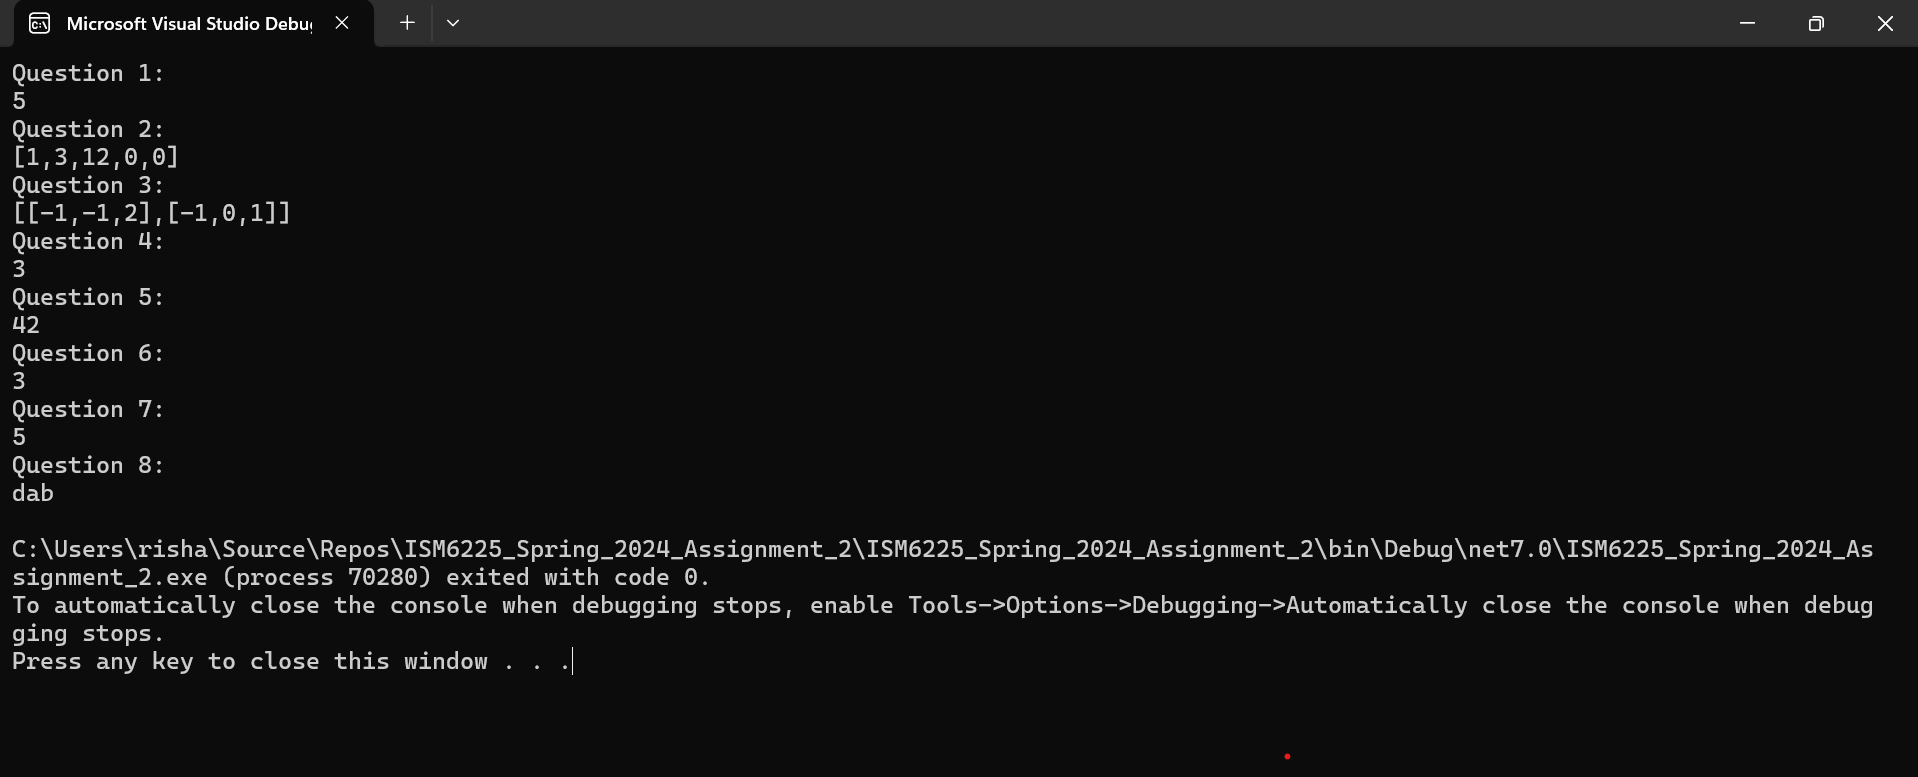 Microsoft Visual Studio Debu
Question 1:
5
Question 2:
[1,3,12,0,0]
Question 3:
[[-1,-1,2],[-1,0,1]]
Question 4:
3
Question 5:
42
Question 6:
3
Question 7:
5
Question 8:
dab
C:\Users\risha\Source\Repos\ISM6225_Spring_2024_Assignment_2\ISM6225_Spring_2024_Assignment_2\bin\Debug\net7.0\ISM6225_Spring_2024_As
signment_2.exe (process 70280) exited with code 0.
To automatically close the console when debugging stops, enable Tools->Options->Debugging->Automatically close the console when debug
ging stops.
Press any key to close this window . . .